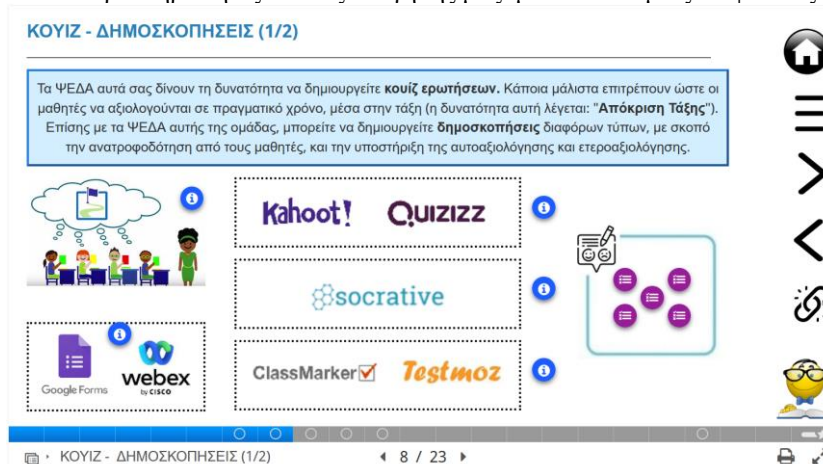 ΚΟΥΙΖ - ΔΗΜΟΣΚΟΠΗΣΕΙΣ (1/2)
Τα ΨΕΔΑ αυτά σας δίνουν τη δυνατότητα να δημιουργείτε κουίζ ερωτήσεων. Κάποια μάλιστα επιτρέπουν ώστε οι
μαθητές να αξιολογούνται σε πραγματικό χρόνο, μέσα στην τάξη (η δυνατότητα αυτή λέγεται: "Απόκριση Τάξης").
Επίσης με τα ΨΕΔΑ αυτής της ομάδας, μπορείτε να δημιουργείτε δημοσκοπήσεις διαφόρων τύπων, με σκοπό
την ανατροφοδότηση από τους μαθητές, και την υποστήριξη της αυτοαξιολόγησης και ετεροαξιολόγησης.
Kahoot! QUIZIZZ
socrative
Google Forms
webex
by CISCO
ClassMarker Testmoz
ΚΟΥΙΖ - ΔΗΜΟΣΚΟΠΗΣΕΙΣ (1/2)
8 / 23